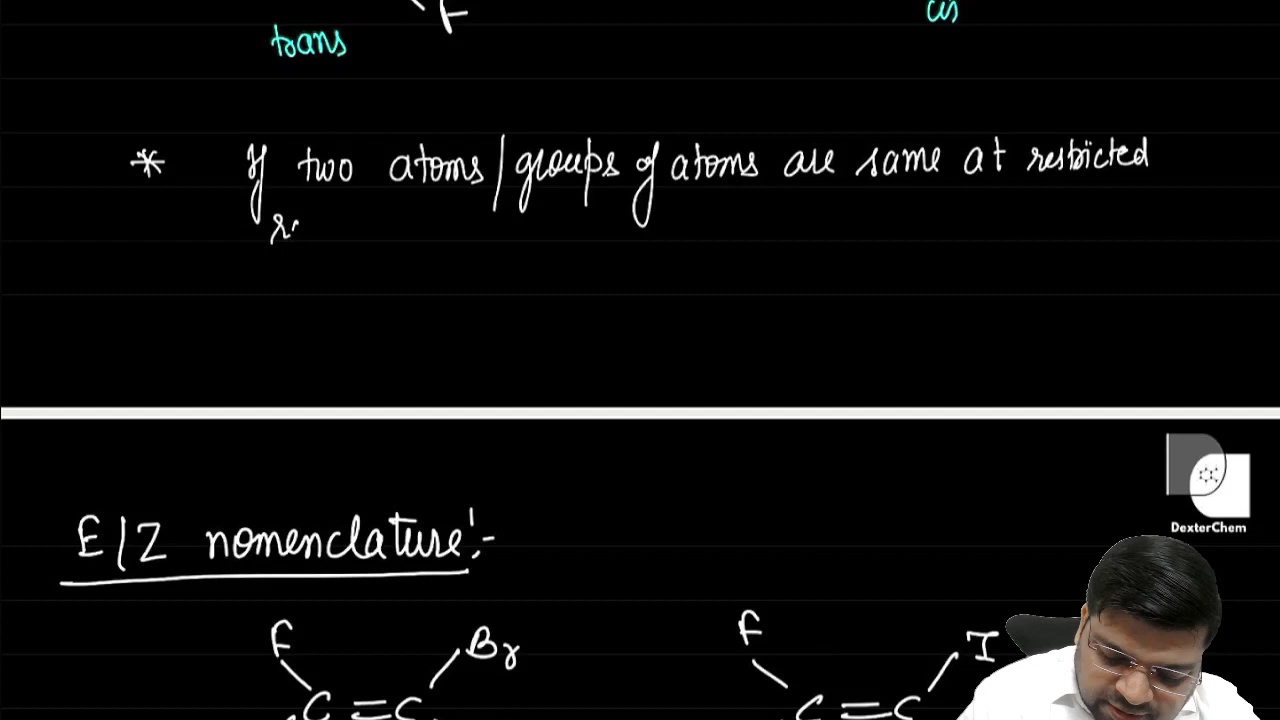 F
trans
cis
* If two atoms/groups of atoms are same at restricted
DexterChem
E/Z nomenclature:-
F Br F I
C=C C=C